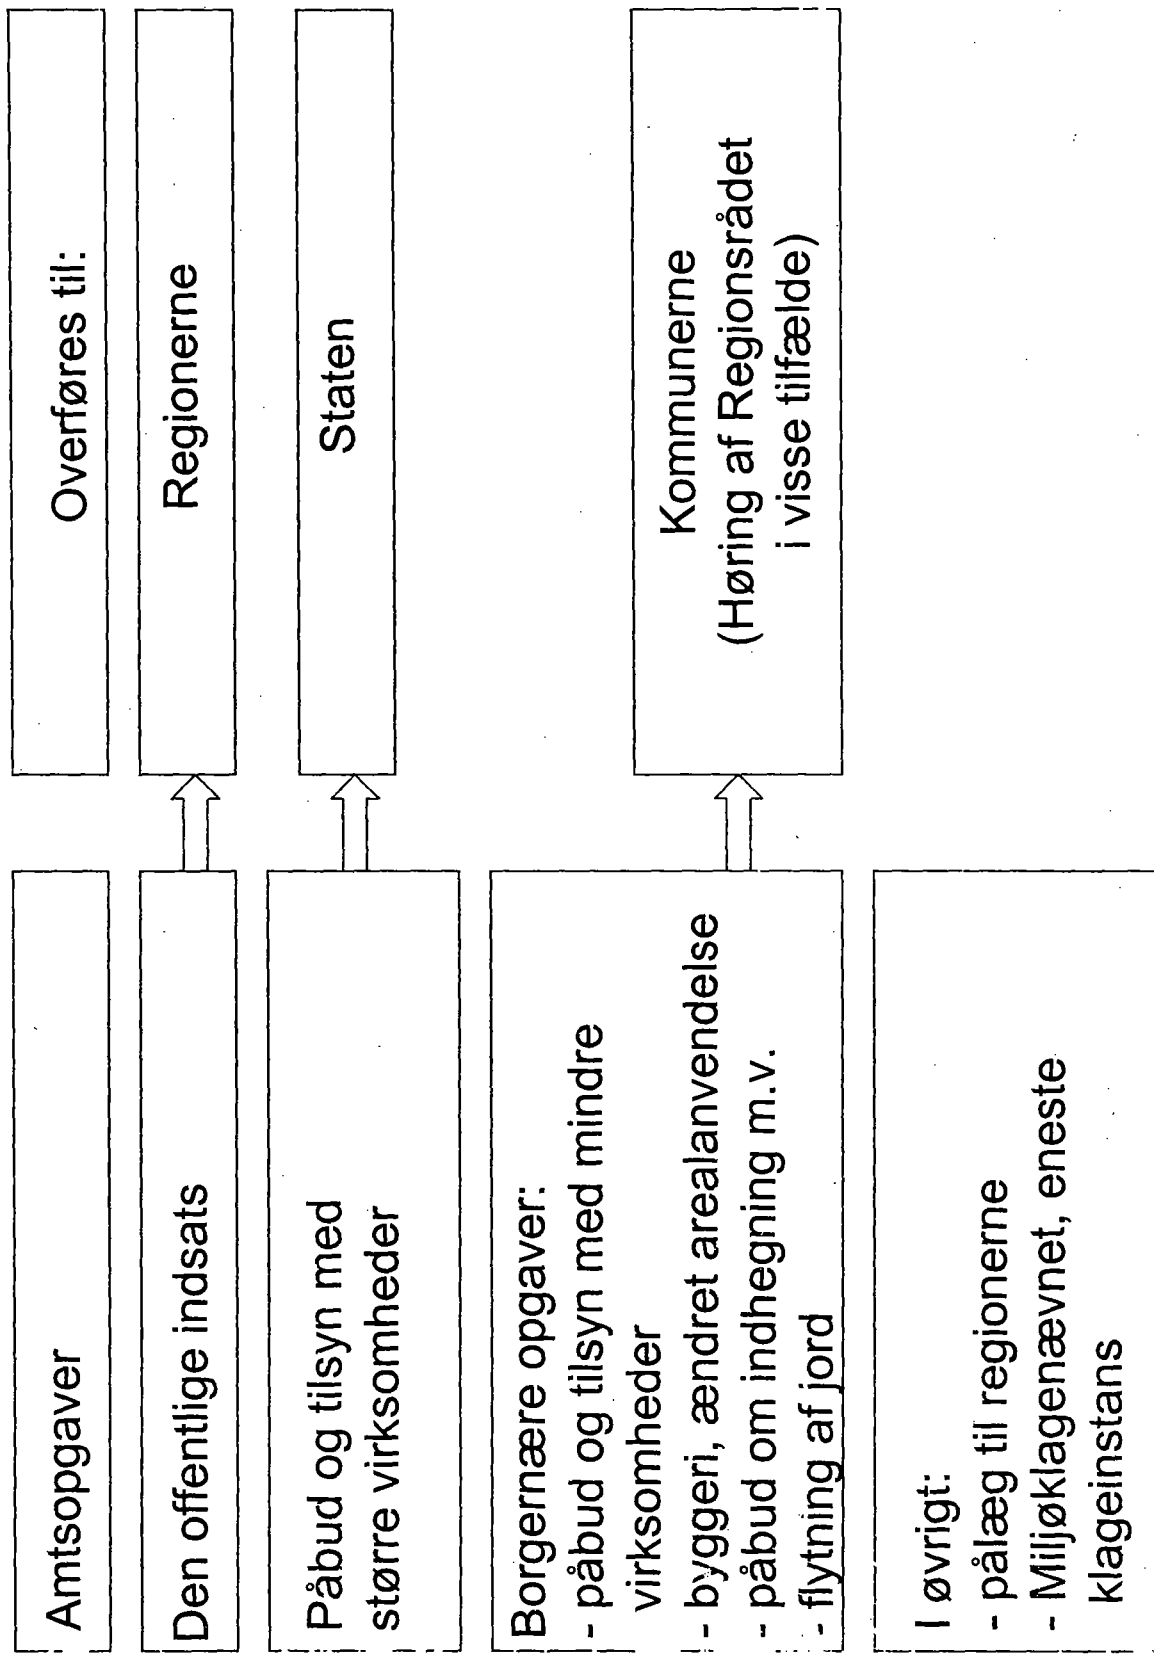 Amtsopgaver
Overføres til:
Den offentlige indsats
Regionerne
Påbud og tilsyn med
større virksomheder
Staten
Borgernære opgaver:
- påbud og tilsyn med mindre
virksomheder
- byggeri, ændret arealanvendelse
- påbud om indhegning m.v.
- flytning af jord
Kommunerne
(Høring af Regionsrådet
i visse tilfælde)
I øvrigt:
- pålæg til regionerne
- Miljøklagenævnet, eneste
klageinstans